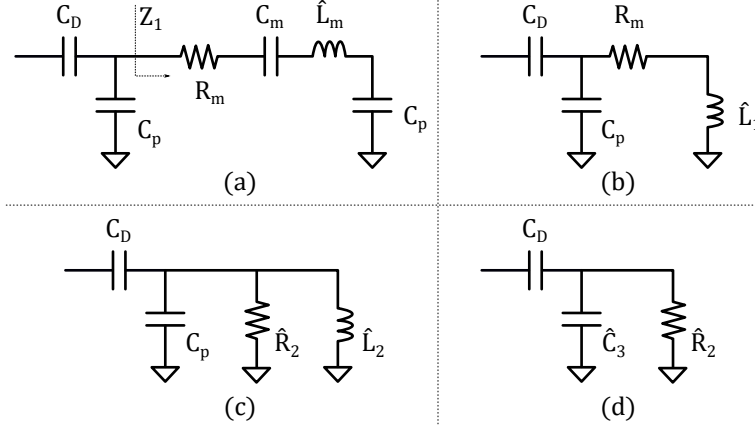 C_D Z_1 C_m L̂_m
R_m
C_p C_p
(a)
C_D R_m
C_p L̂_1
(b)
C_D
C_p R̂_2 L̂_2
(c)
C_D
Ĉ_3 R̂_2
(d)